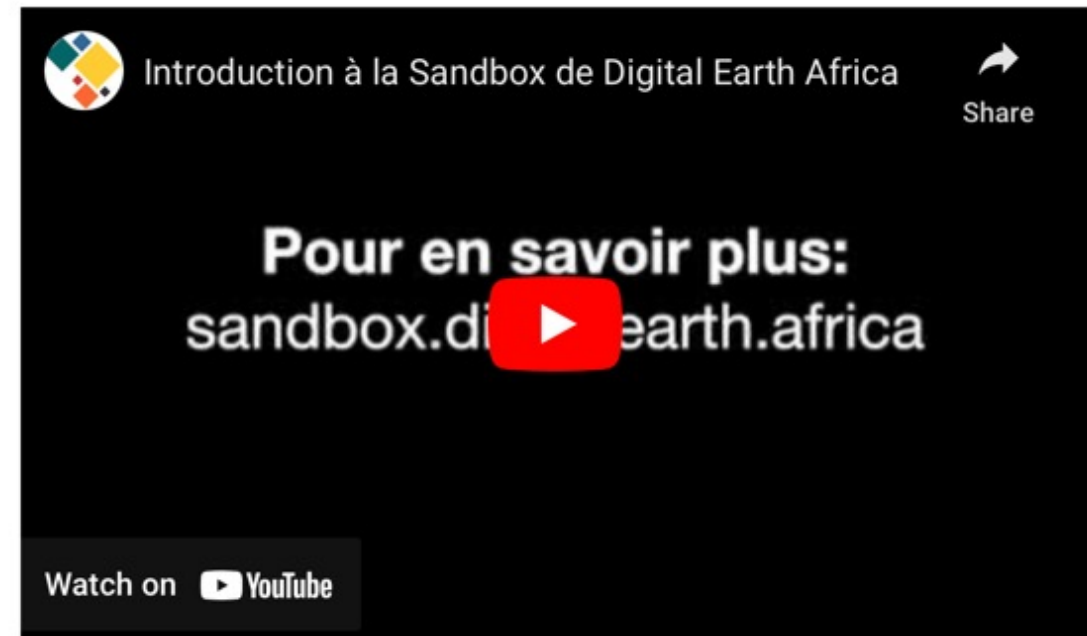 Introduction à la Sandbox de Digital Earth Africa
Share
Pour en savoir plus:
sandbox.di earth.africa
Watch on YouTube